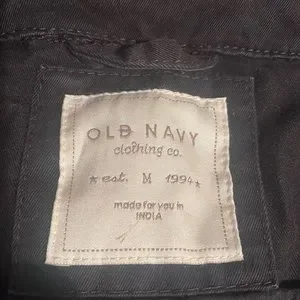 OLD NAVY
clothing co.
★ est. M 1994 ★
made for you in
INDIA